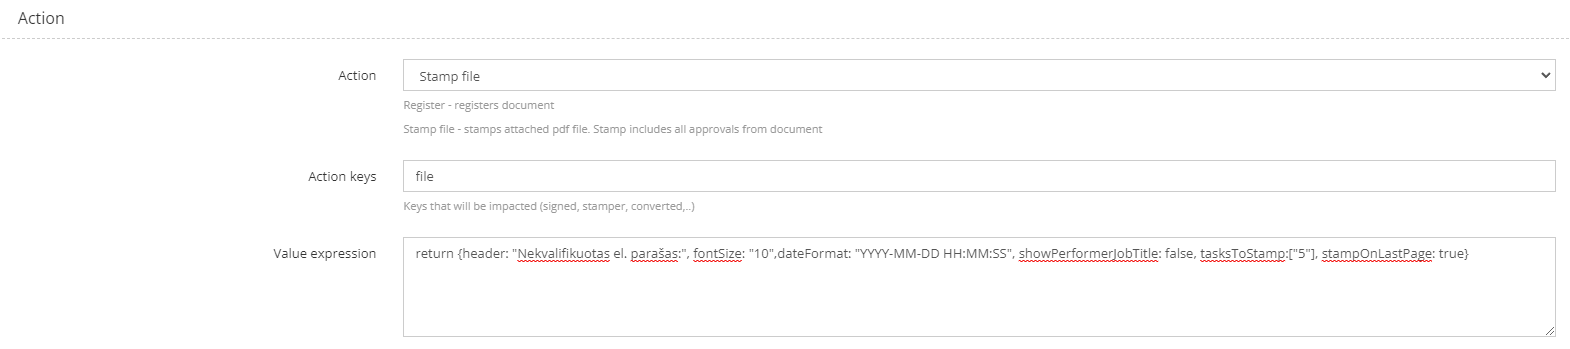 Action
Action
Stamp file
Register - registers document
Stamp file - stamps attached pdf file. Stamp includes all approvals from document
Action keys
file
Keys that will be impacted (signed, stamper, converted,..)
Value expression
return {header: "Nekvalifikuotas el. parašas:", fontSize: "10",dateFormat: "YYYY-MM-DD HH:MM:SS", showPerformerJobTitle: false, tasksToStamp:["5"], stampOnLastPage: true}